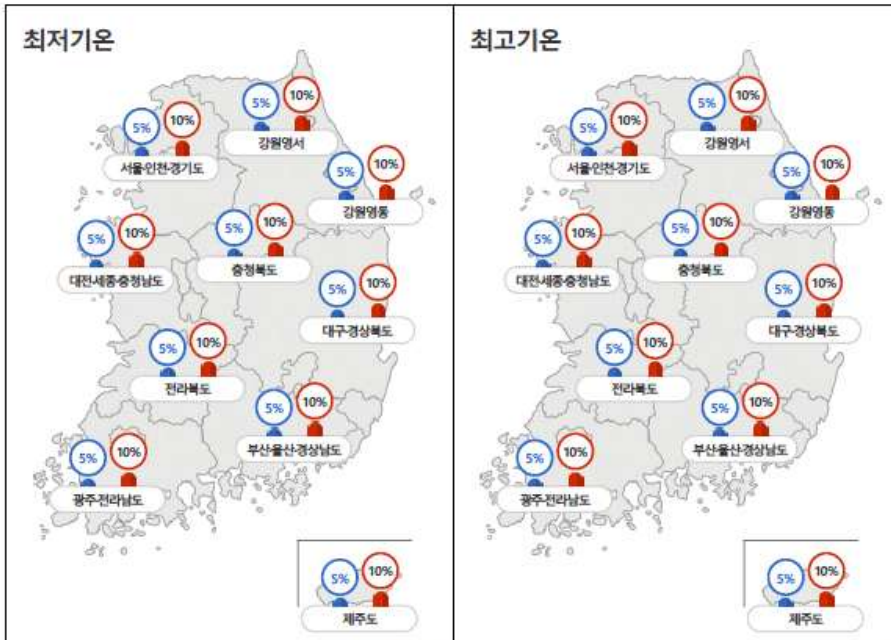 최저기온
5% 10%
강원영서
5% 10%
서울·인천·경기도
5% 10%
강원영동
5% 10%
충청북도
5% 10%
대전·세종·충청남도
5% 10%
대구·경상북도
5% 10%
전라북도
5% 10%
부산·울산·경상남도
5% 10%
광주·전라남도
5% 10%
제주도
최고기온
5% 10%
강원영서
5% 10%
서울·인천·경기도
5% 10%
강원영동
5% 10%
충청북도
5% 10%
대전·세종·충청남도
5% 10%
대구·경상북도
5% 10%
전라북도
5% 10%
부산·울산·경상남도
5% 10%
광주·전라남도
5% 10%
제주도